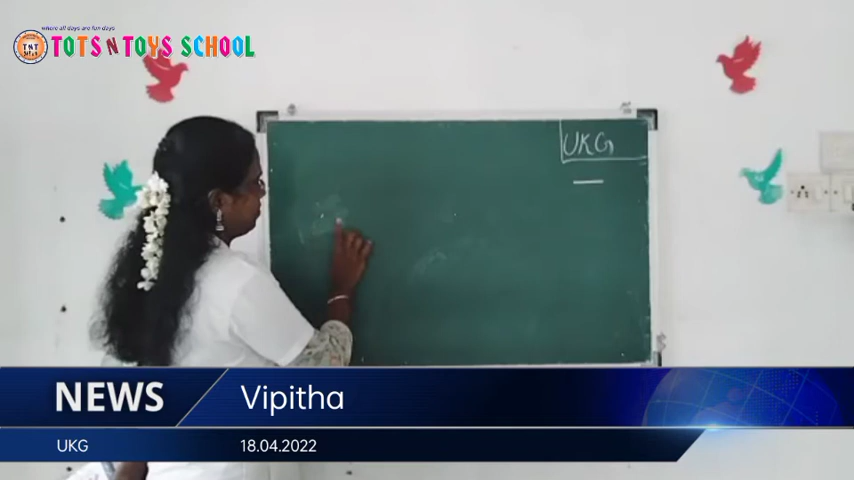 where all days are fun days
TOTS N TOYS SCHOOL
TNT
UKG
NEWS
Vipitha
UKG
18.04.2022